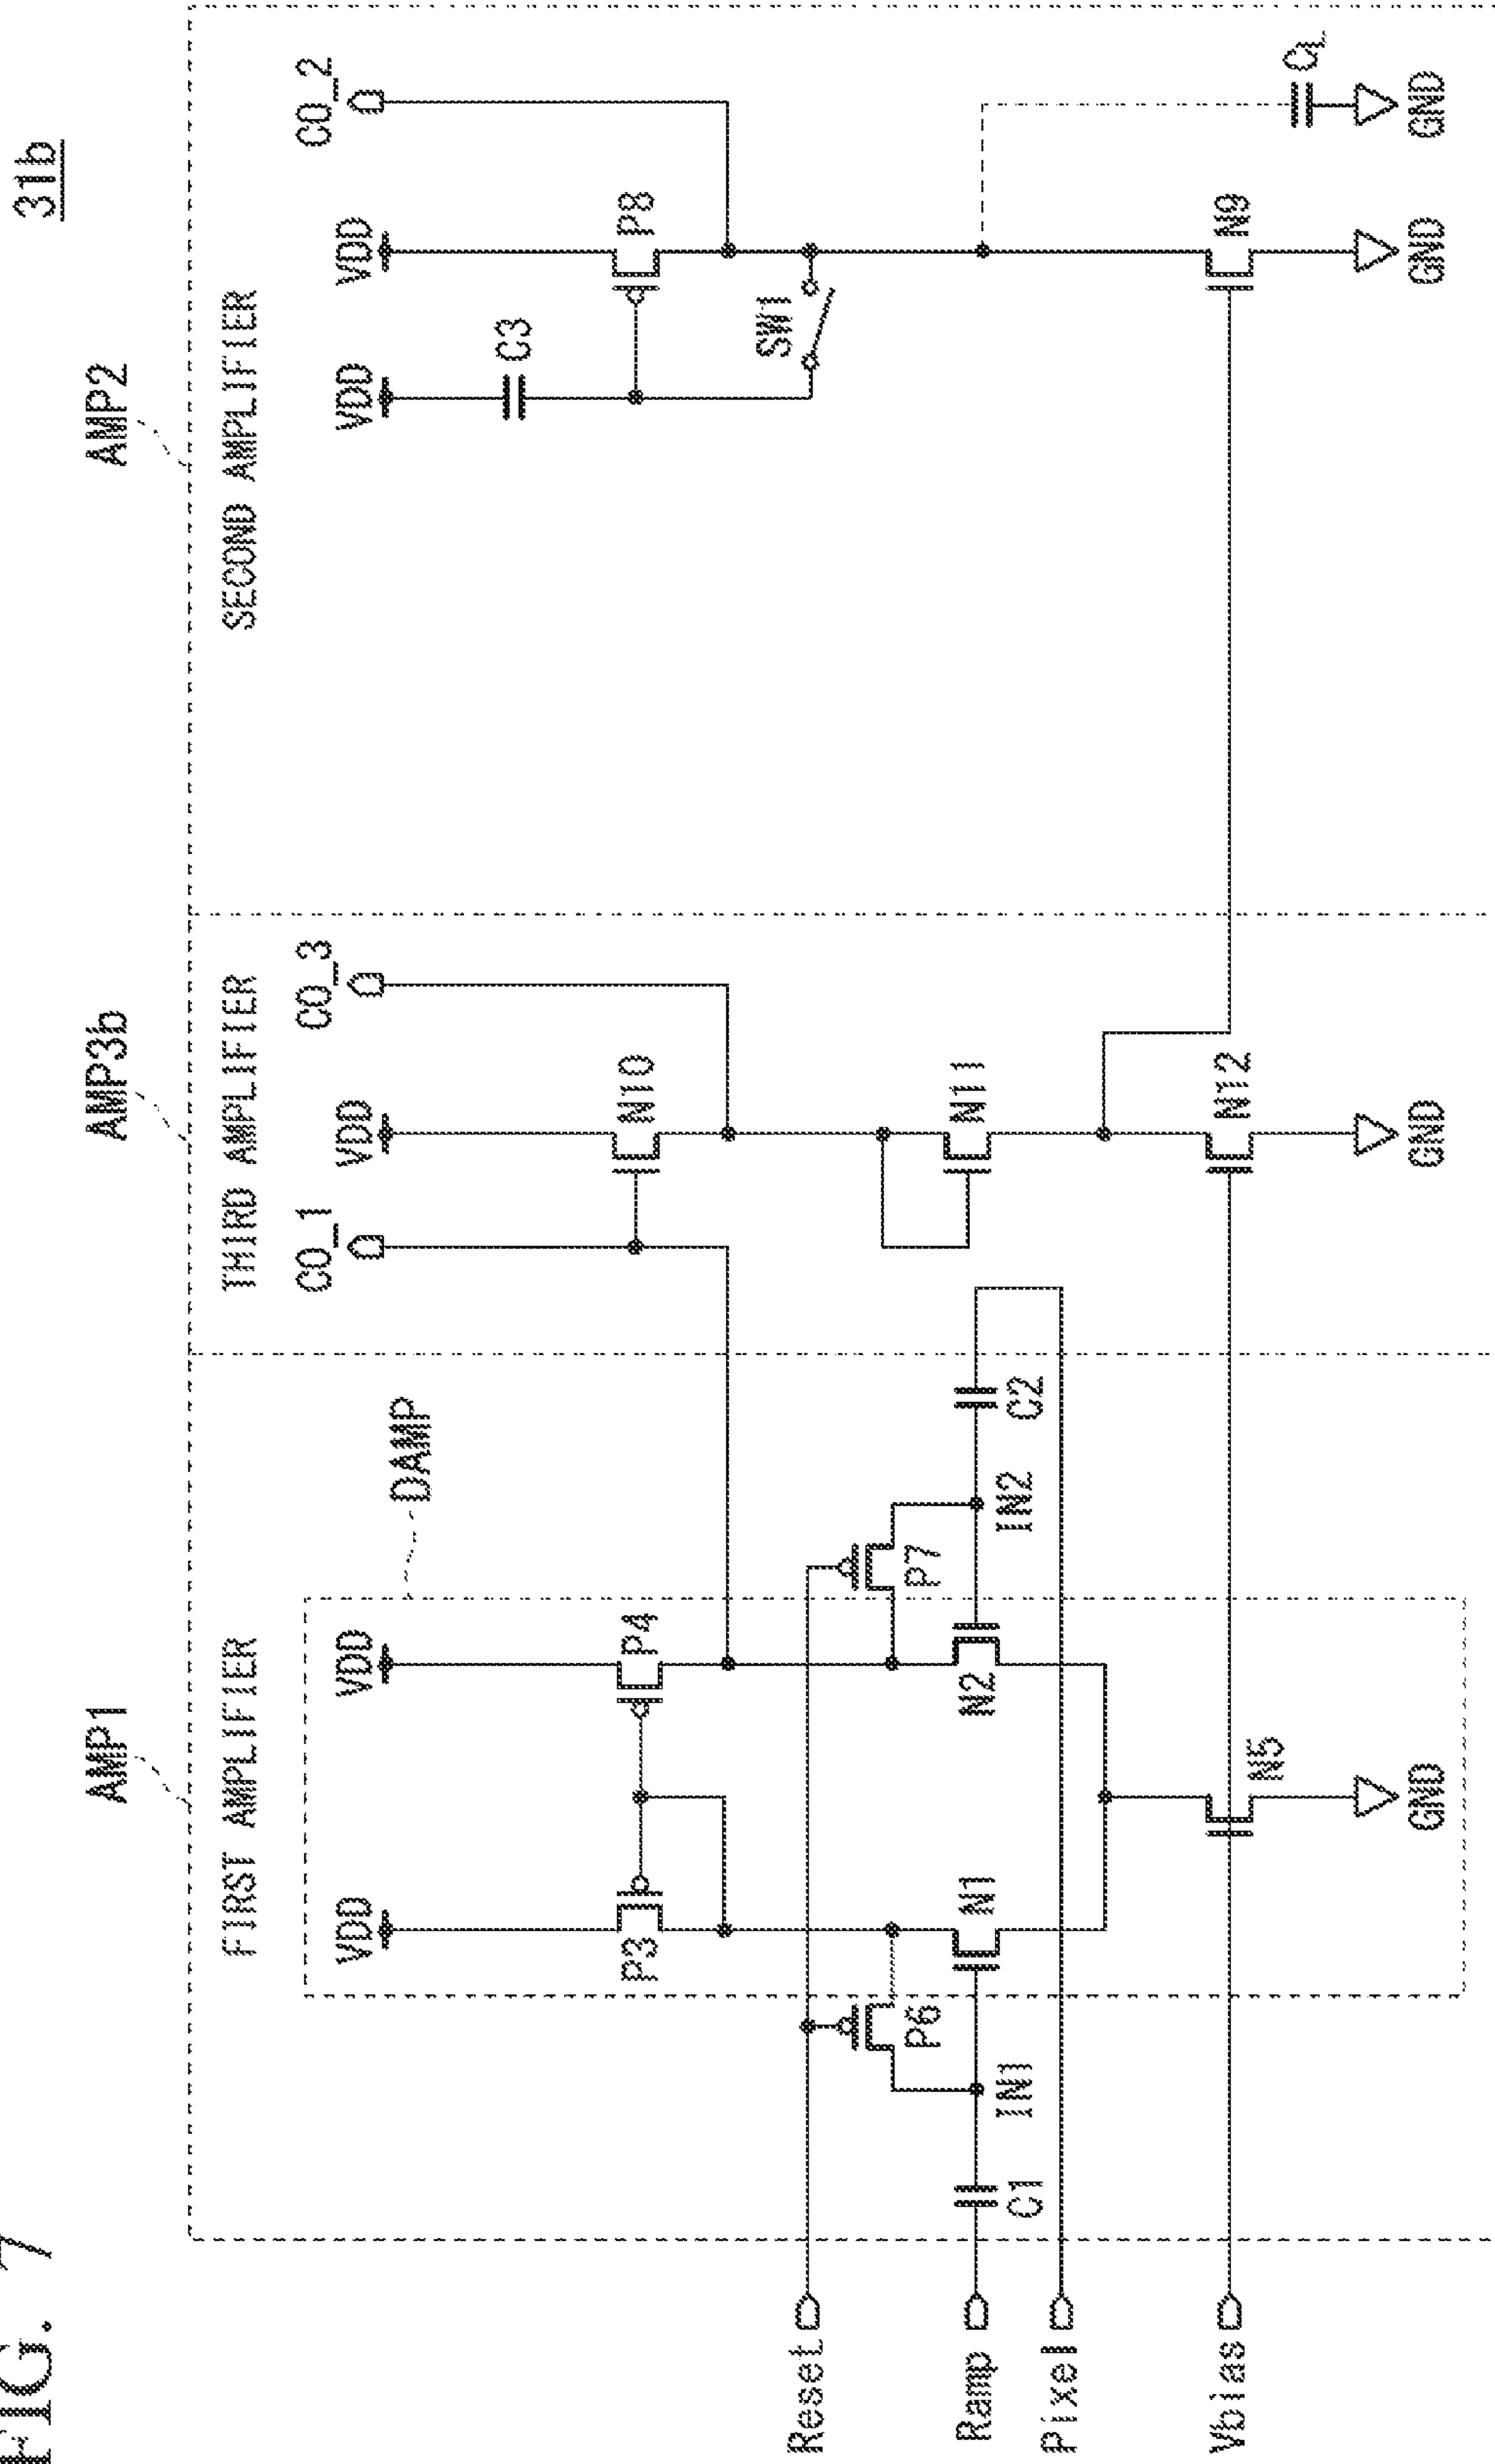 FIG. 7
31b
AMP1
AMP3b
AMP2
FIRST AMPLIFIER
THIRD AMPLIFIER
SECOND AMPLIFIER
DAMP
VDD
VDD
CO_1
VDD
CO_3
VDD
VDD
CO_2
P3
P4
N10
C3
P8
Reset
P6
P7
SW1
Ramp
C1
IN1
N1
N2
IN2
C2
N11
Pixel
Vbias
N5
N12
N9
CL
GND
GND
GND
GND